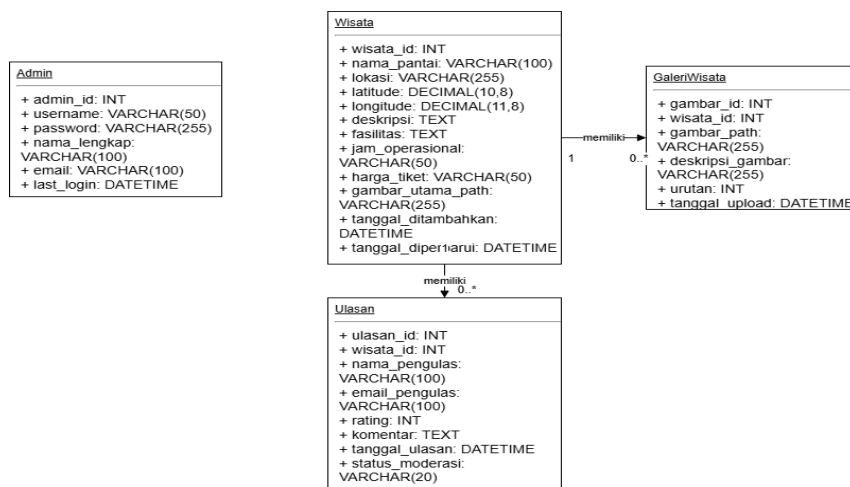 Admin
+ admin_id: INT
+ username: VARCHAR(50)
+ password: VARCHAR(255)
+ nama_lengkap:
VARCHAR(100)
+ email: VARCHAR(100)
+ last_login: DATETIME
Wisata
+ wisata_id: INT
+ nama_pantai: VARCHAR(100)
+ lokasi: VARCHAR(255)
+ latitude: DECIMAL(10,8)
+ longitude: DECIMAL(11,8)
+ deskripsi: TEXT
+ fasilitas: TEXT
+ jam_operasional:
VARCHAR(50)
+ harga_tiket: VARCHAR(50)
+ gambar_utama_path:
VARCHAR(255)
+ tanggal_ditambahkan:
DATETIME
+ tanggal_diperbarui: DATETIME
1
memiliki
1
0..*
GaleriWisata
+ gambar_id: INT
+ wisata_id: INT
+ gambar_path:
VARCHAR(255)
+ deskripsi_gambar:
VARCHAR(255)
+ urutan: INT
+ tanggal_upload: DATETIME
memiliki
0..*
Ulasan
+ ulasan_id: INT
+ wisata_id: INT
+ nama_pengulas:
VARCHAR(100)
+ email_pengulas:
VARCHAR(100)
+ rating: INT
+ komentar: TEXT
+ tanggal_ulasan: DATETIME
+ status_moderasi:
VARCHAR(20)